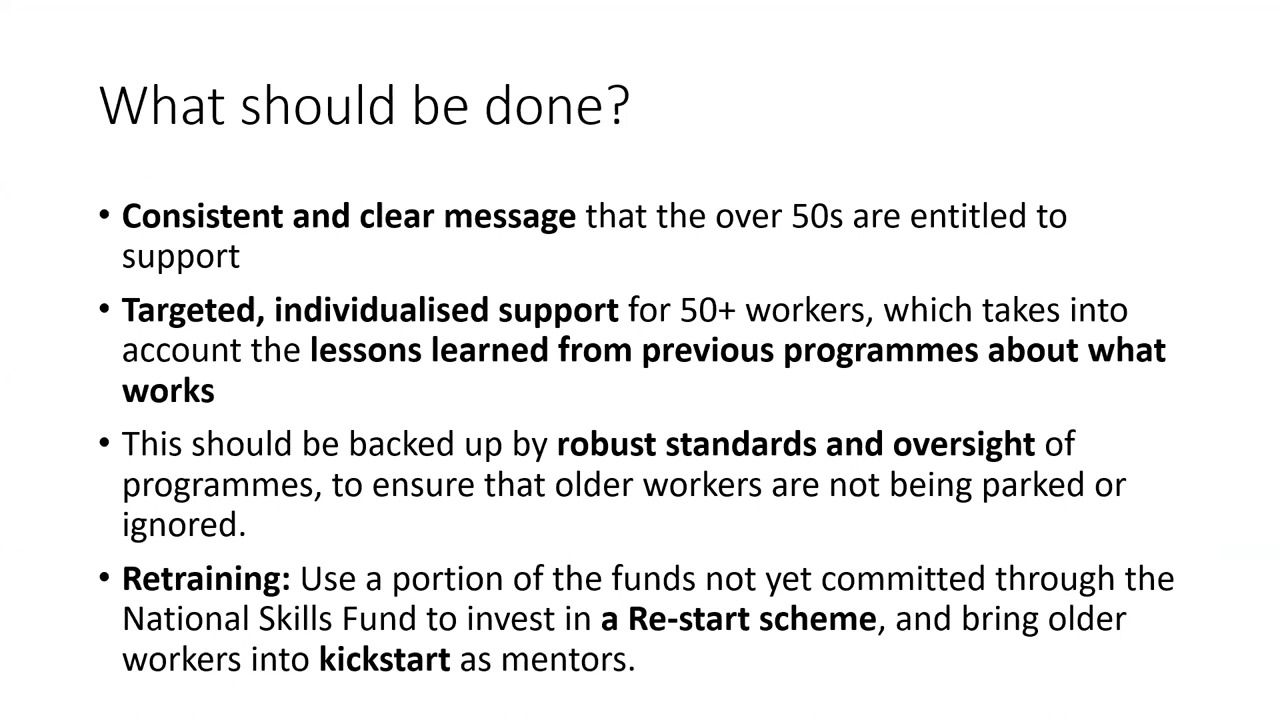 What should be done?
• Consistent and clear message that the over 50s are entitled to
support
• Targeted, individualised support for 50+ workers, which takes into
account the lessons learned from previous programmes about what
works
• This should be backed up by robust standards and oversight of
programmes, to ensure that older workers are not being parked or
ignored.
• Retraining: Use a portion of the funds not yet committed through the
National Skills Fund to invest in a Re-start scheme, and bring older
workers into kickstart as mentors.